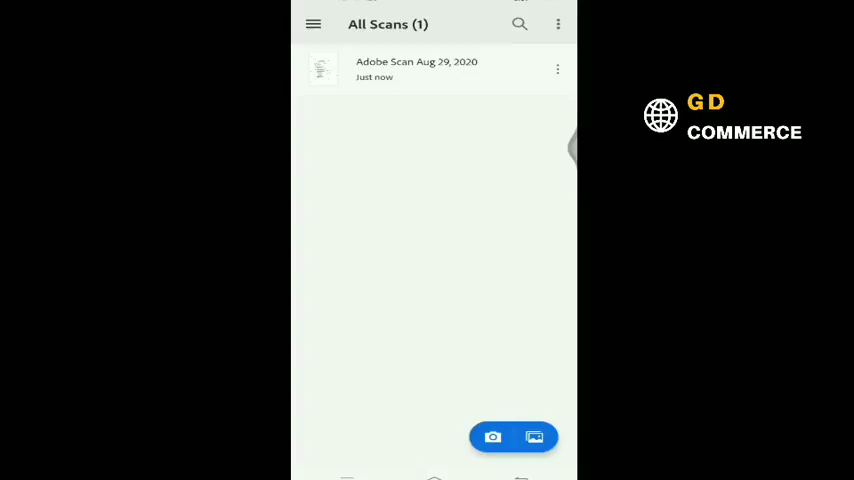 All Scans (1)
Adobe Scan Aug 29, 2020
Just now
GD
COMMERCE